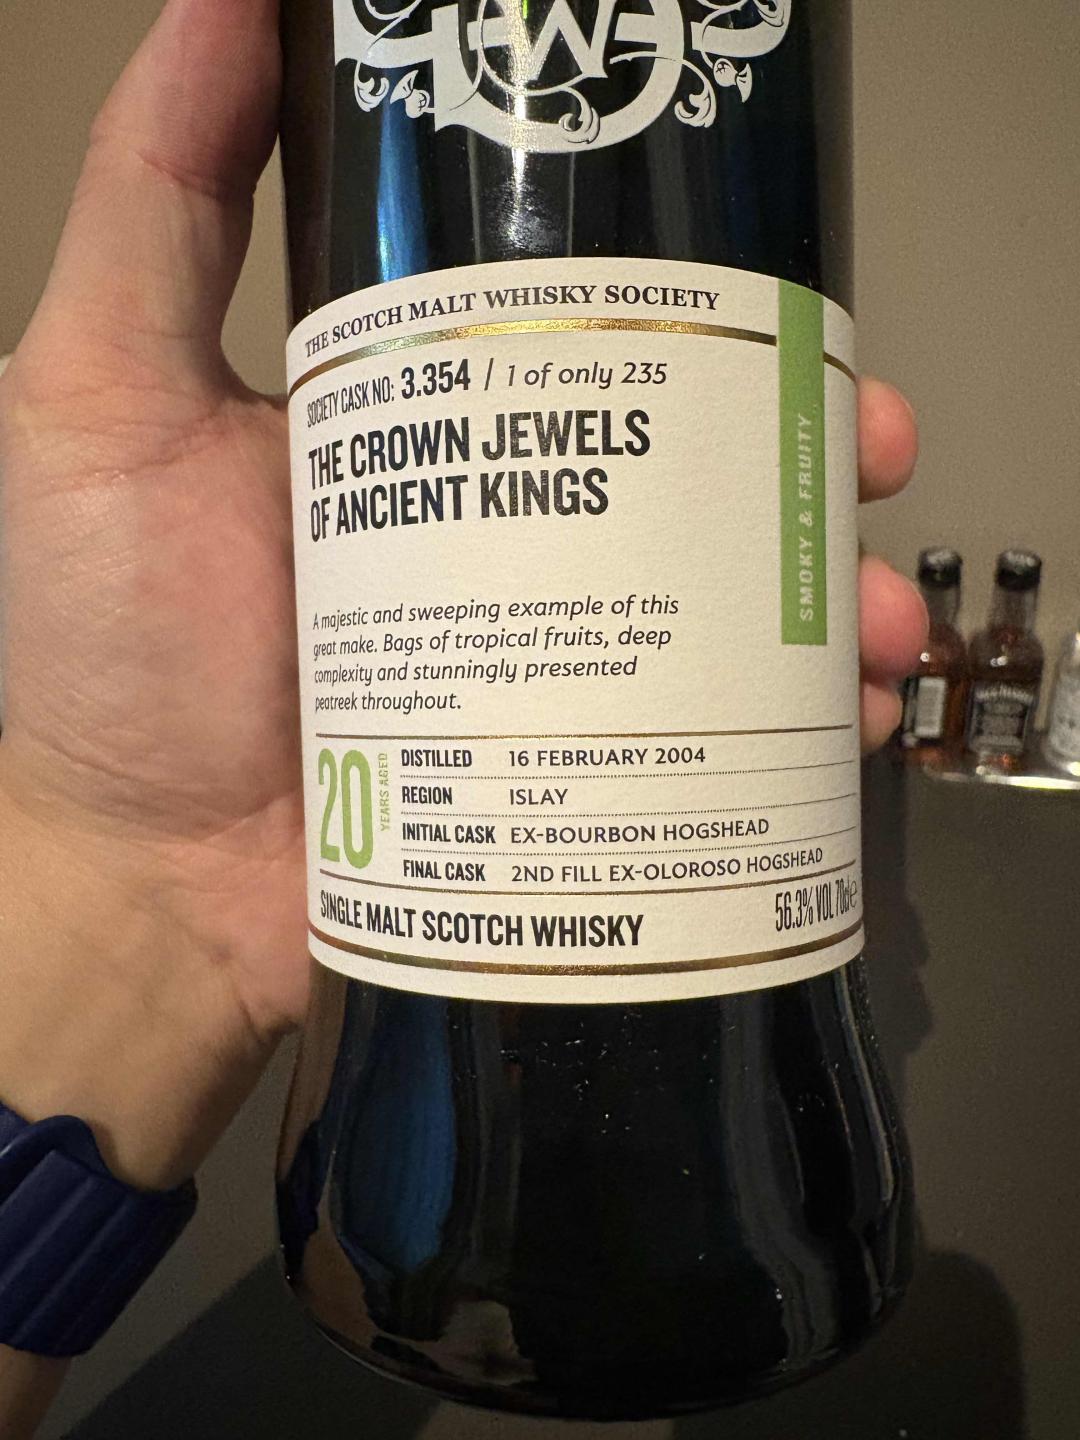 THE SCOTCH MALT WHISKY SOCIETY
SOCIETY CASK NO: 3.354 / 1 of only 235
THE CROWN JEWELS
OF ANCIENT KINGS
SMOKY & FRUITY
A majestic and sweeping example of this
great make. Bags of tropical fruits, deep
complexity and stunningly presented
peatreek throughout.
20 YEARS AGED
DISTILLED 16 FEBRUARY 2004
REGION ISLAY
INITIAL CASK EX-BOURBON HOGSHEAD
FINAL CASK 2ND FILL EX-OLOROSO HOGSHEAD
SINGLE MALT SCOTCH WHISKY 56.3% VOL 70cl e